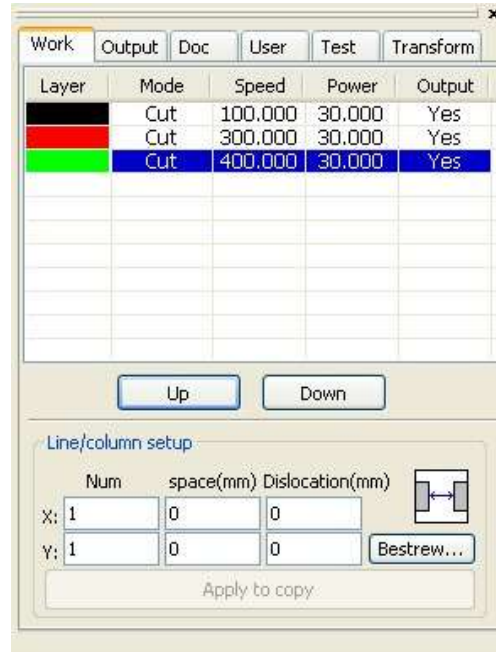 x
Work Output Doc User Test Transform
Layer Mode Speed Power Output
Cut 100.000 30.000 Yes
Cut 300.000 30.000 Yes
Cut 400.000 30.000 Yes
Up Down
Line/column setup
Num space(mm) Dislocation(mm)
X: 1 0 0
Y: 1 0 0 Bestrew...
Apply to copy